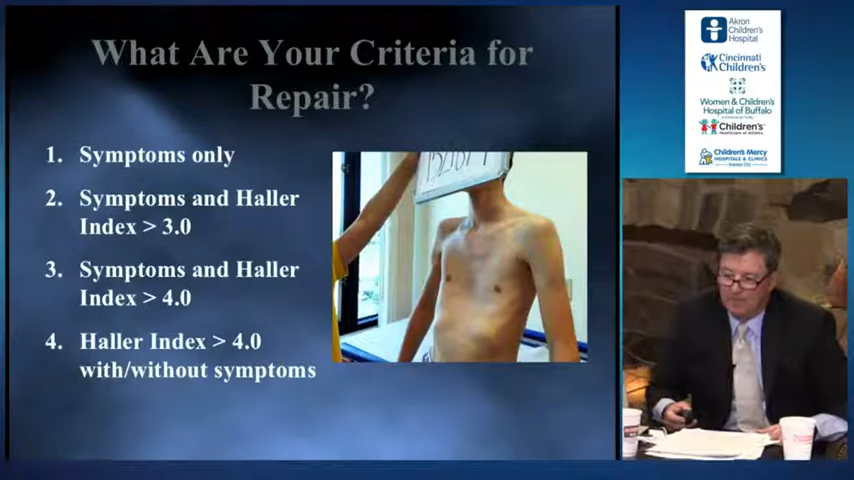 What Are Your Criteria for
Repair?
1. Symptoms only
2. Symptoms and Haller
Index > 3.0
3. Symptoms and Haller
Index > 4.0
4. Haller Index > 4.0
with/without symptoms
Akron
Children's
Hospital
Cincinnati
Children's
Women & Children's
Hospital of Buffalo
Children's
Children's Mercy
HOSPITALS & CLINICS
Kansas City